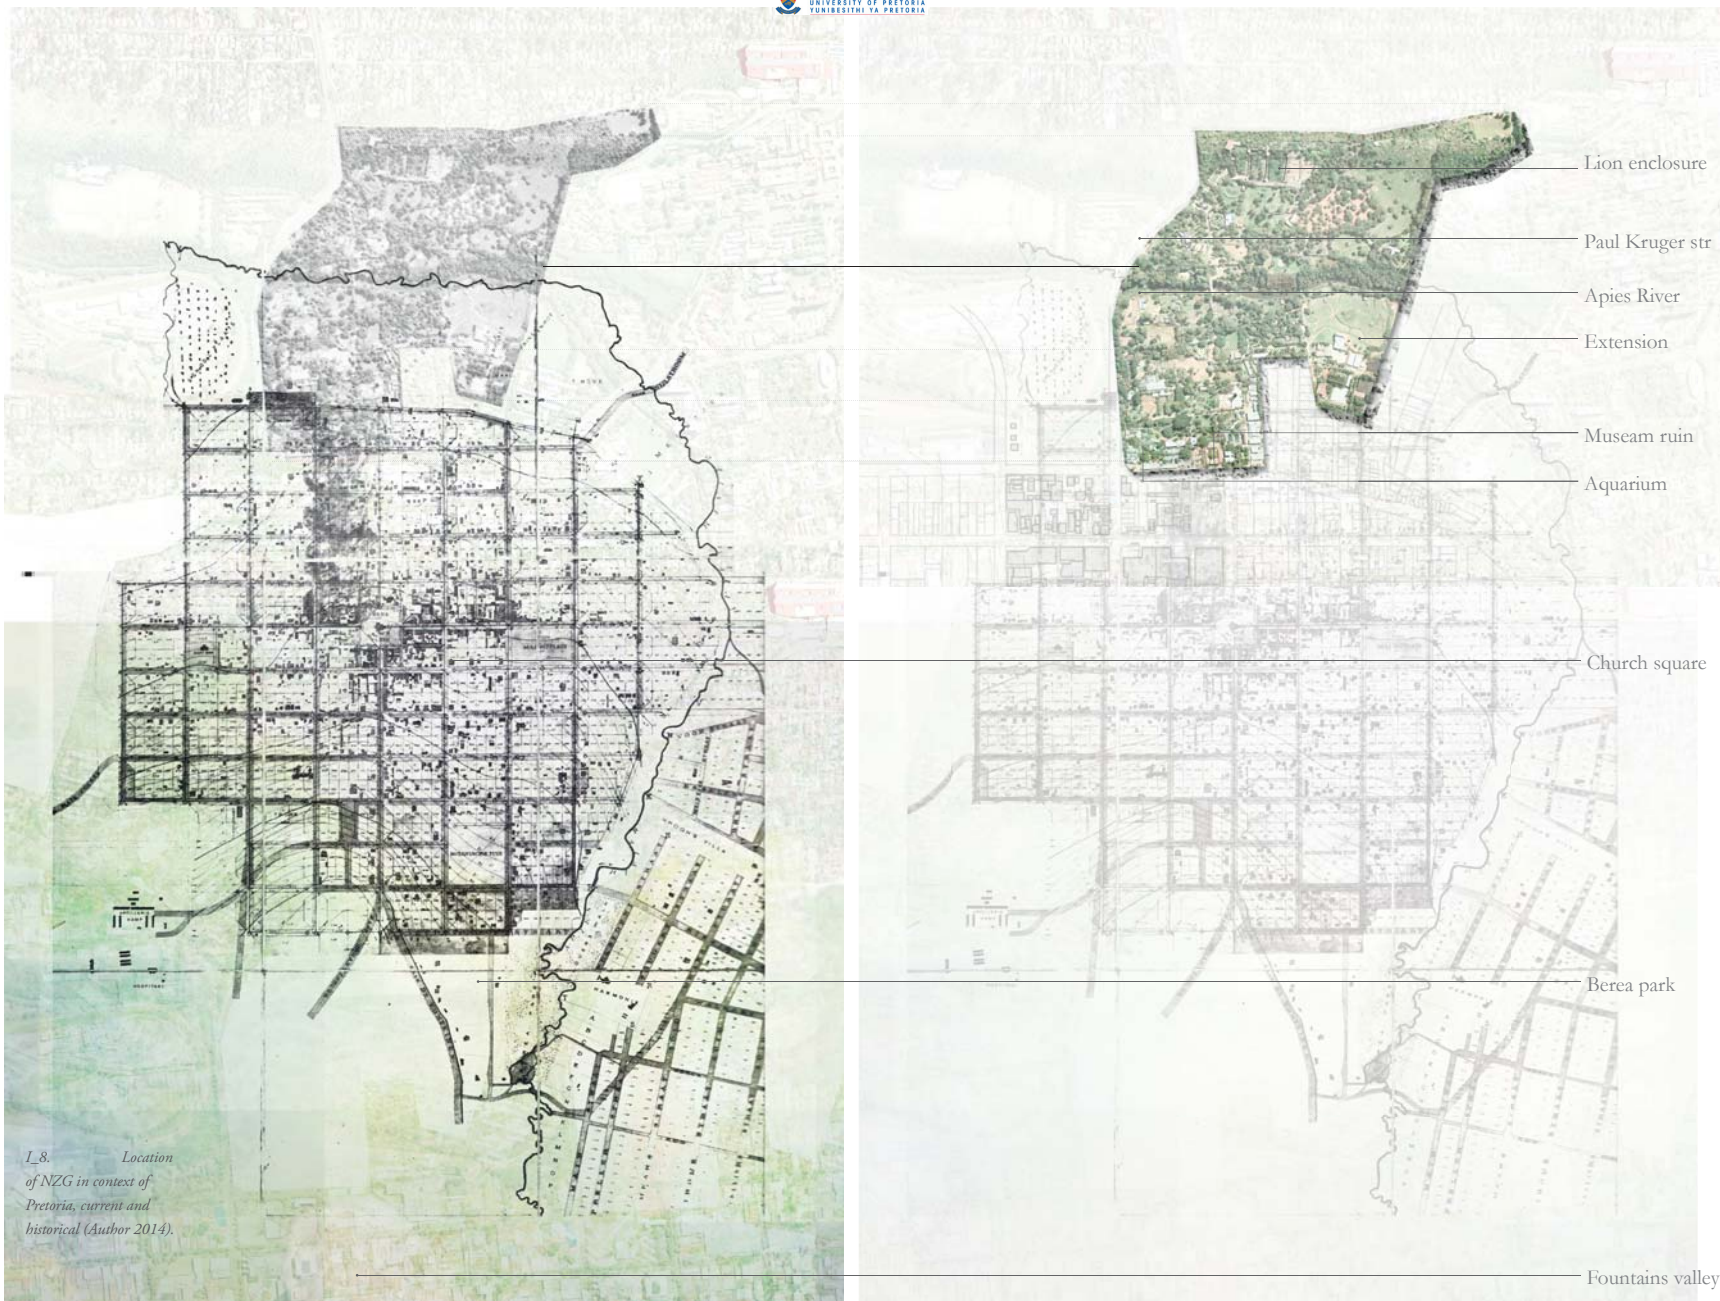 UNIVERSITY OF PRETORIA
YUNIBESITHI YA PRETORIA
Lion enclosure
Paul Kruger str
Apies River
Extension
Museam ruin
Aquarium
Church square
Berea park
Fountains valley
I_8. Location
of NZG in context of
Pretoria, current and
historical (Author 2014).